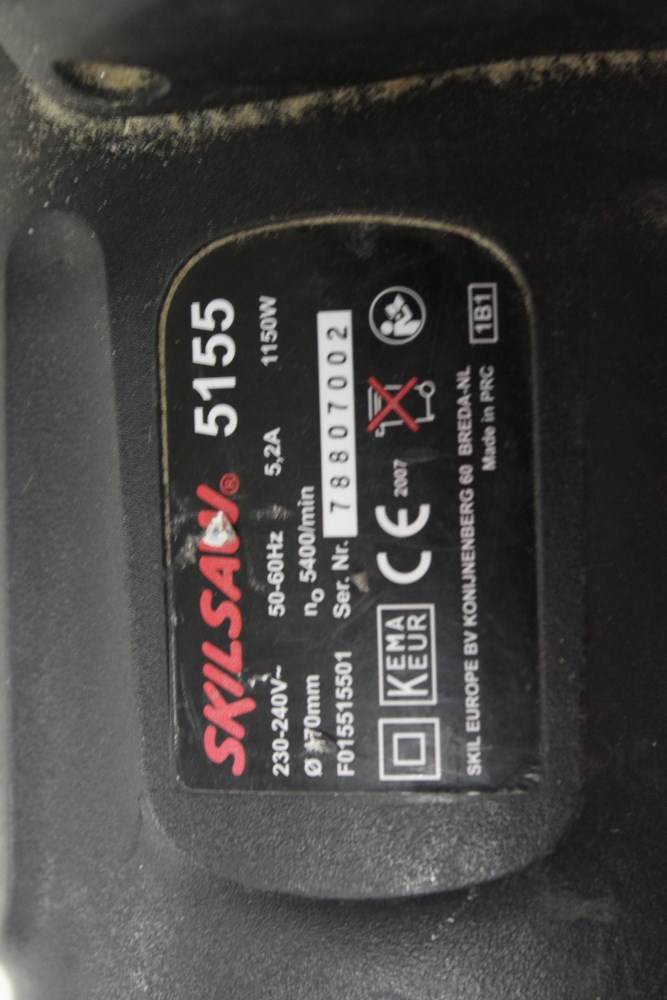 SKILSAW® 5155
230-240V~ 50-60Hz 5,2A 1150W
Ø 170mm n₀ 5400/min
F015515501 Ser. Nr. 78807002
KEMA
KEUR
CE 2007
SKIL EUROPE BV KONIJNENBERG 60 BREDA-NL
Made in PRC
1B1